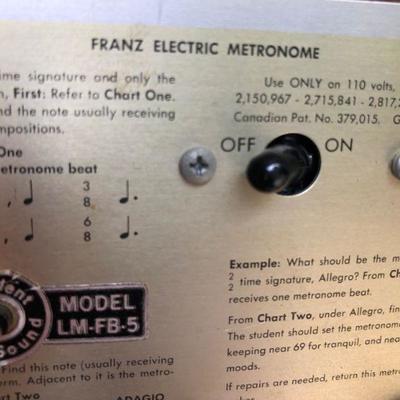 FRANZ ELECTRIC METRONOME
time signature and only the
First: Refer to Chart One.
nd the note usually receiving
mpositions.
One
etronome beat
3
8
6
8
Use ONLY on 110 volts,
2,150,967 - 2,715,841 - 2,817,2
Canadian Pat. No. 379,015. G
OFF ON
MODEL
LM-FB-5
Sound
Example: What should be the m
2/2 time signature, Allegro? From Ch
receives one metronome beat.
From Chart Two, under Allegro, fin
The student should set the metronome
keeping near 69 for tranquil, and nea
moods.
If repairs are needed, return this metro
Find this note (usually receiving
term. Adjacent to it is the metro-
rt Two
ADAGIO